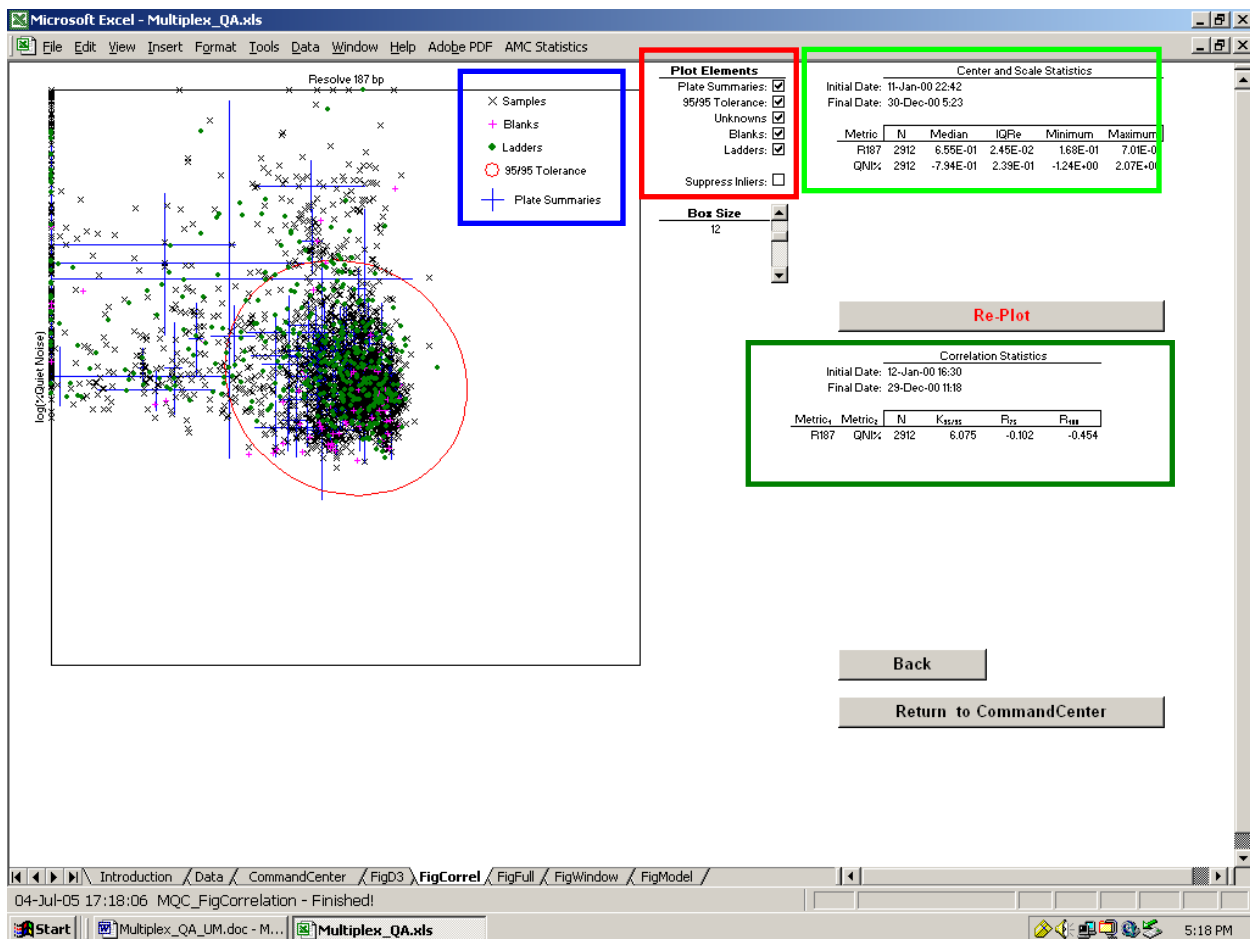 Microsoft Excel - Multiplex_QA.xls
File Edit View Insert Format Tools Data Window Help Adobe PDF AMC Statistics
Resolve 187 bp
log(%Quiet Noise)
Samples
Blanks
Ladders
95/95 Tolerance
Plate Summaries
Plot Elements
Plate Summaries:
95/95 Tolerance:
Unknowns
Blanks:
Ladders:
Suppress Inliers:
Box Size
12
Center and Scale Statistics
Initial Date: 11-Jan-00 22:42
Final Date: 30-Dec-00 5:23
Metric N Median IQRe Minimum Maximum
R187 2912 6.55E-01 2.45E-02 1.68E-01 7.01E-0
QNI% 2912 -7.94E-01 2.39E-01 -1.24E+00 2.07E+0
Re-Plot
Correlation Statistics
Initial Date: 12-Jan-00 16:30
Final Date: 29-Dec-00 11:18
Metric₁ Metric₂ N K95/95 R75 R100
R187 QNI% 2912 6.075 -0.102 -0.454
Back
Return to CommandCenter
Introduction Data CommandCenter FigD3 FigCorrel FigFull FigWindow FigModel
04-Jul-05 17:18:06 MQC_FigCorrelation - Finished!
Start Multiplex_QA_UM.doc - M... Multiplex_QA.xls 5:18 PM